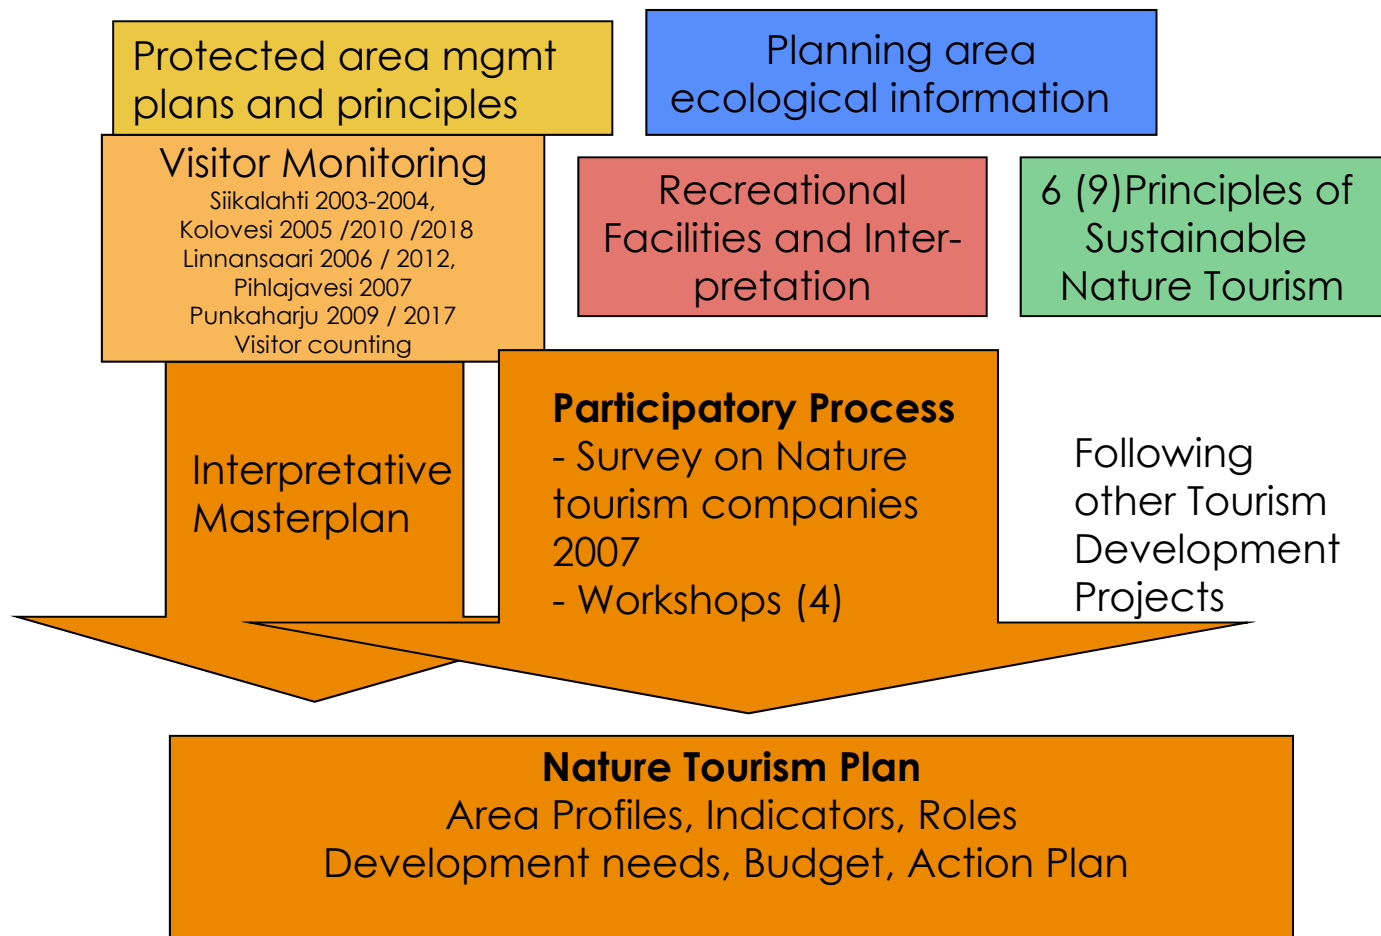 Protected area mgmt
plans and principles
Planning area
ecological information
Visitor Monitoring
Siikalahti 2003-2004,
Kolovesi 2005 /2010 /2018
Linnansaari 2006 / 2012,
Pihlajavesi 2007
Punkaharju 2009 / 2017
Visitor counting
Recreational
Facilities and Inter-
pretation
6 (9)Principles of
Sustainable
Nature Tourism
Interpretative
Masterplan
Participatory Process
- Survey on Nature
tourism companies
2007
- Workshops (4)
Following
other Tourism
Development
Projects
Nature Tourism Plan
Area Profiles, Indicators, Roles
Development needs, Budget, Action Plan